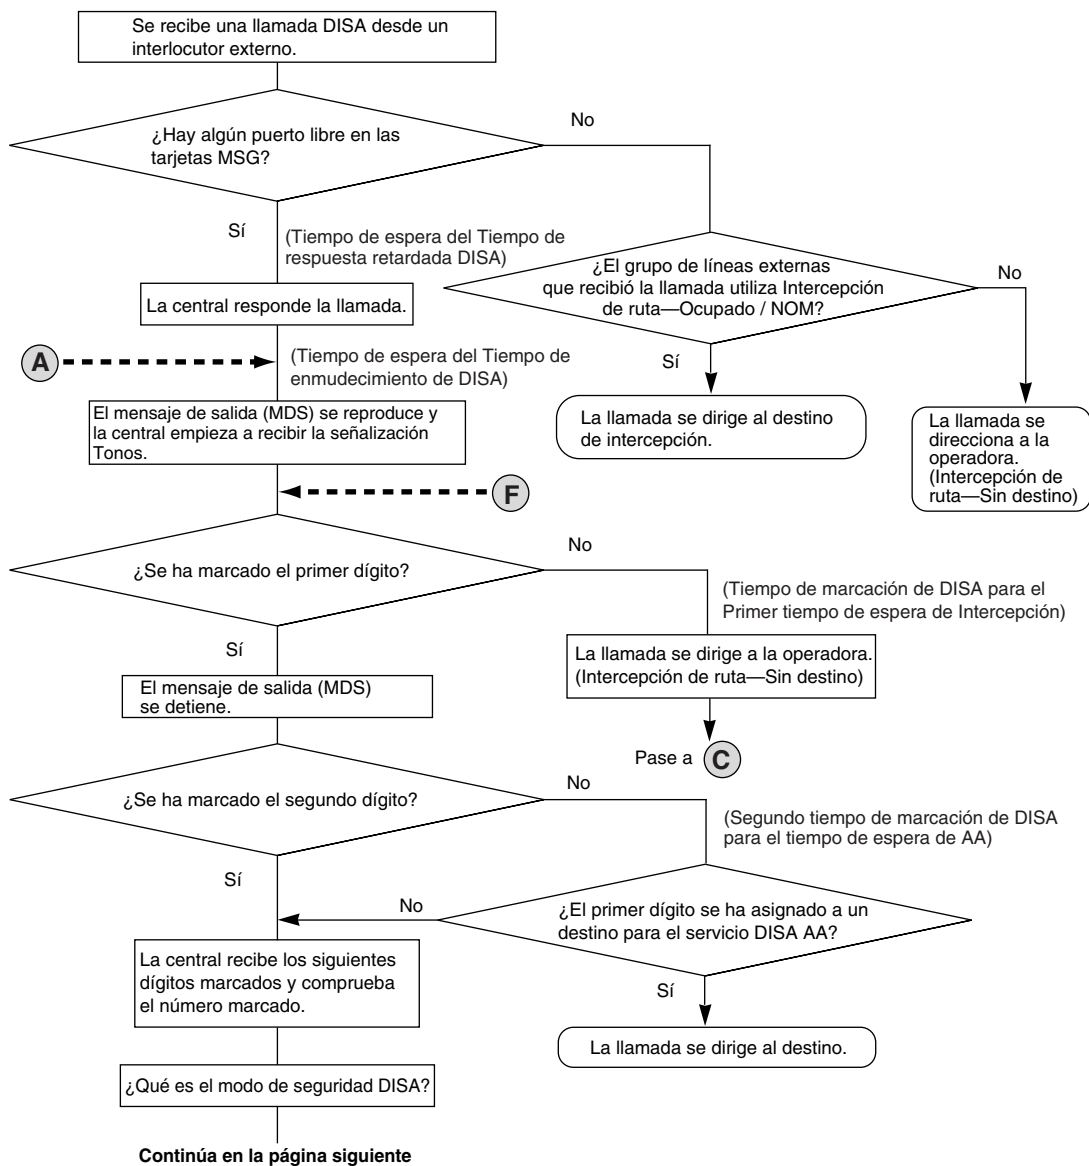 Se recibe una llamada DISA desde un
interlocutor externo.
No
¿Hay algún puerto libre en las
tarjetas MSG?
Sí
(Tiempo de espera del Tiempo de
respuesta retardada DISA)
¿El grupo de líneas externas
que recibió la llamada utiliza Intercepción
de ruta—Ocupado / NOM?
No
La central responde la llamada.
Sí
A
(Tiempo de espera del Tiempo de
enmudecimiento de DISA)
La llamada se dirige al destino
de intercepción.
La llamada se
direcciona a la
operadora.
(Intercepción de
ruta—Sin destino)
El mensaje de salida (MDS) se reproduce y
la central empieza a recibir la señalización
Tonos.
F
No
¿Se ha marcado el primer dígito?
(Tiempo de marcación de DISA para el
Primer tiempo de espera de Intercepción)
Sí
La llamada se dirige a la operadora.
(Intercepción de ruta—Sin destino)
El mensaje de salida (MDS)
se detiene.
Pase a C
No
¿Se ha marcado el segundo dígito?
(Segundo tiempo de marcación de DISA
para el tiempo de espera de AA)
Sí
No
¿El primer dígito se ha asignado a un
destino para el servicio DISA AA?
La central recibe los siguientes
dígitos marcados y comprueba
el número marcado.
Sí
La llamada se dirige al destino.
¿Qué es el modo de seguridad DISA?
Continúa en la página siguiente